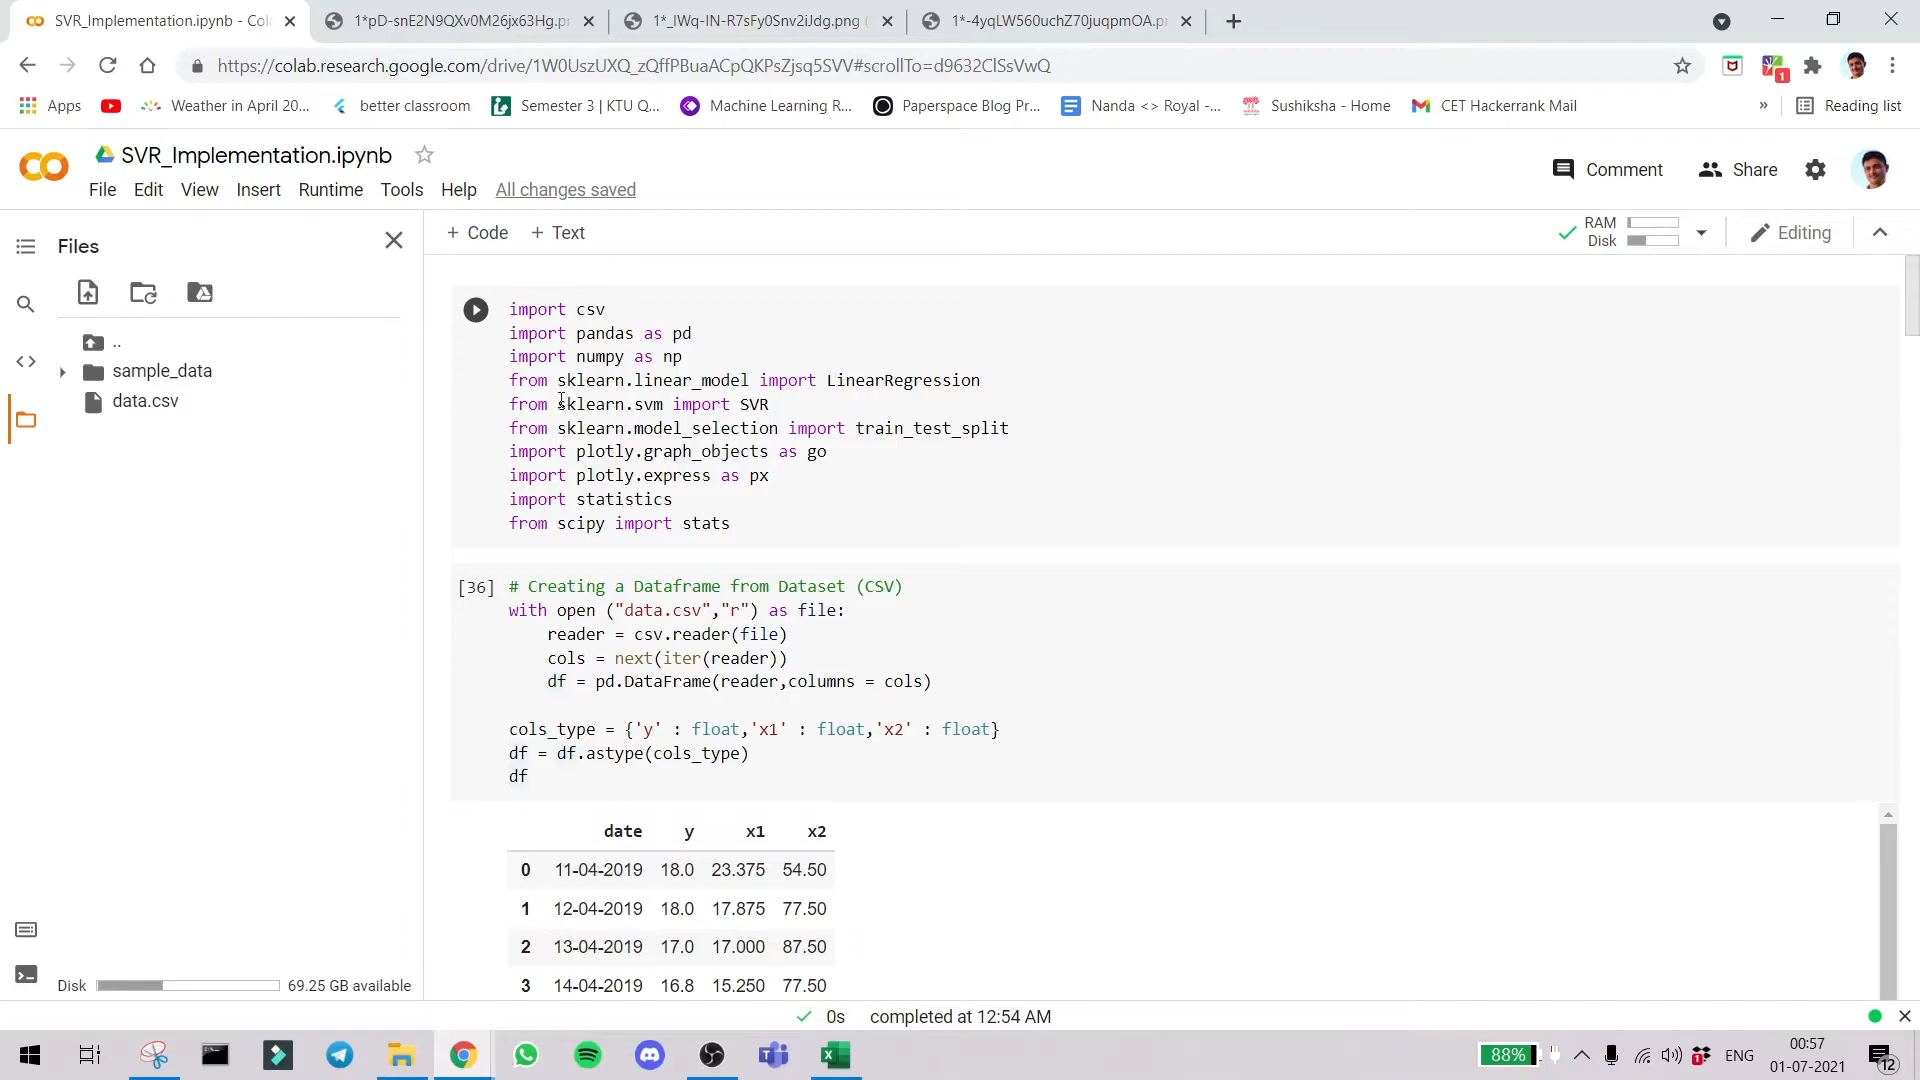 SVR_Implementation.ipynb - Cola
1*pD-snE2N9QXv0M26jx63Hg.pn
1*_IWq-IN-R7sFy0Snv2iJdg.png (
1*-4yqLW560uchZ70juqpmOA.pn
https://colab.research.google.com/drive/1W0UszUXQ_zQffPBuaACpQKPsZjsq5SVV#scrollTo=d9632ClSsVwQ
1
Apps
Weather in April 20...
better classroom
Semester 3 | KTU Q...
Machine Learning R...
Paperspace Blog Pr...
Nanda <> Royal -...
Sushiksha - Home
CET Hackerrank Mail
»
Reading list
SVR_Implementation.ipynb
Comment
Share
File Edit View Insert Runtime Tools Help All changes saved
Files
+ Code + Text
RAM
Disk
Editing
..
sample_data
data.csv
import csv
import pandas as pd
import numpy as np
from sklearn.linear_model import LinearRegression
from sklearn.svm import SVR
from sklearn.model_selection import train_test_split
import plotly.graph_objects as go
import plotly.express as px
import statistics
from scipy import stats
[36] # Creating a Dataframe from Dataset (CSV)
with open ("data.csv","r") as file:
reader = csv.reader(file)
cols = next(iter(reader))
df = pd.DataFrame(reader,columns = cols)
cols_type = {'y' : float,'x1' : float,'x2' : float}
df = df.astype(cols_type)
df
date y x1 x2
0 11-04-2019 18.0 23.375 54.50
1 12-04-2019 18.0 17.875 77.50
2 13-04-2019 17.0 17.000 87.50
3 14-04-2019 16.8 15.250 77.50
Disk 69.25 GB available
0s completed at 12:54 AM
88%
ENG
00:57
01-07-2021
12